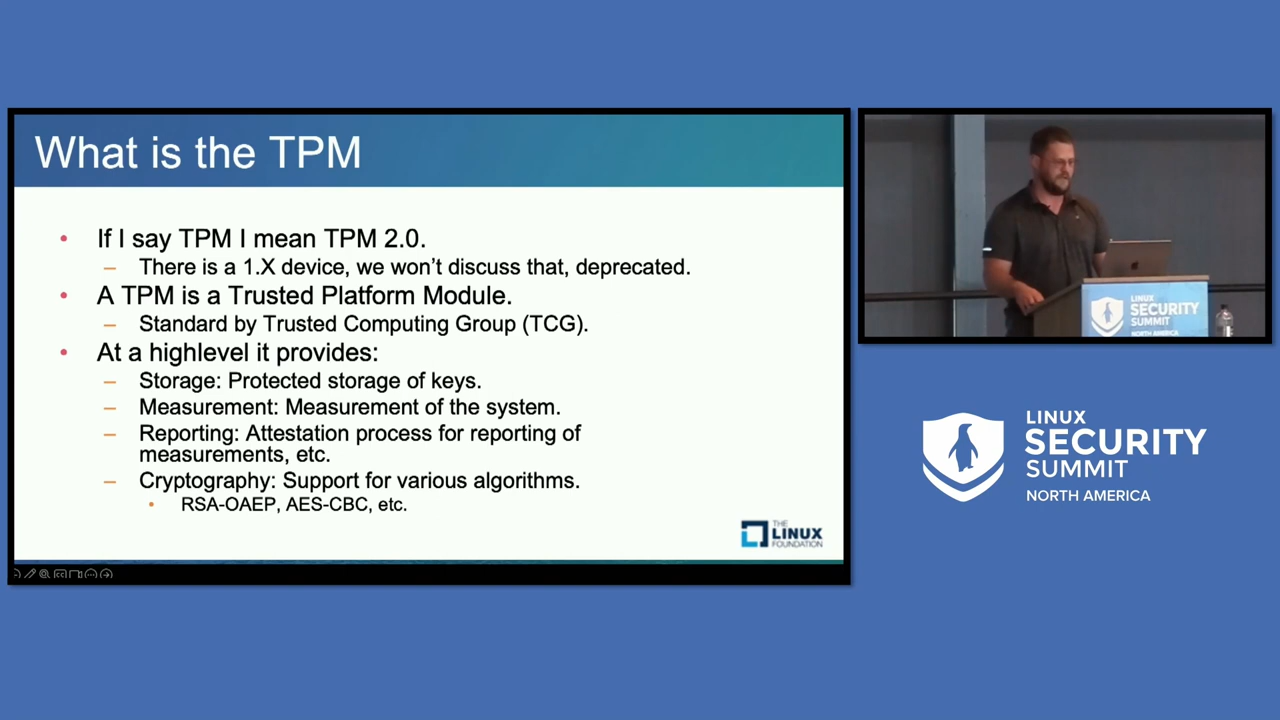 What is the TPM
• If I say TPM I mean TPM 2.0.
– There is a 1.X device, we won’t discuss that, deprecated.
• A TPM is a Trusted Platform Module.
– Standard by Trusted Computing Group (TCG).
• At a highlevel it provides:
– Storage: Protected storage of keys.
– Measurement: Measurement of the system.
– Reporting: Attestation process for reporting of
measurements, etc.
– Cryptography: Support for various algorithms.
• RSA-OAEP, AES-CBC, etc.
THE
LINUX
FOUNDATION
LINUX
SECURITY
SUMMIT
NORTH AMERICA
LINUX
SECURITY
SUMMIT
NORTH AMERICA